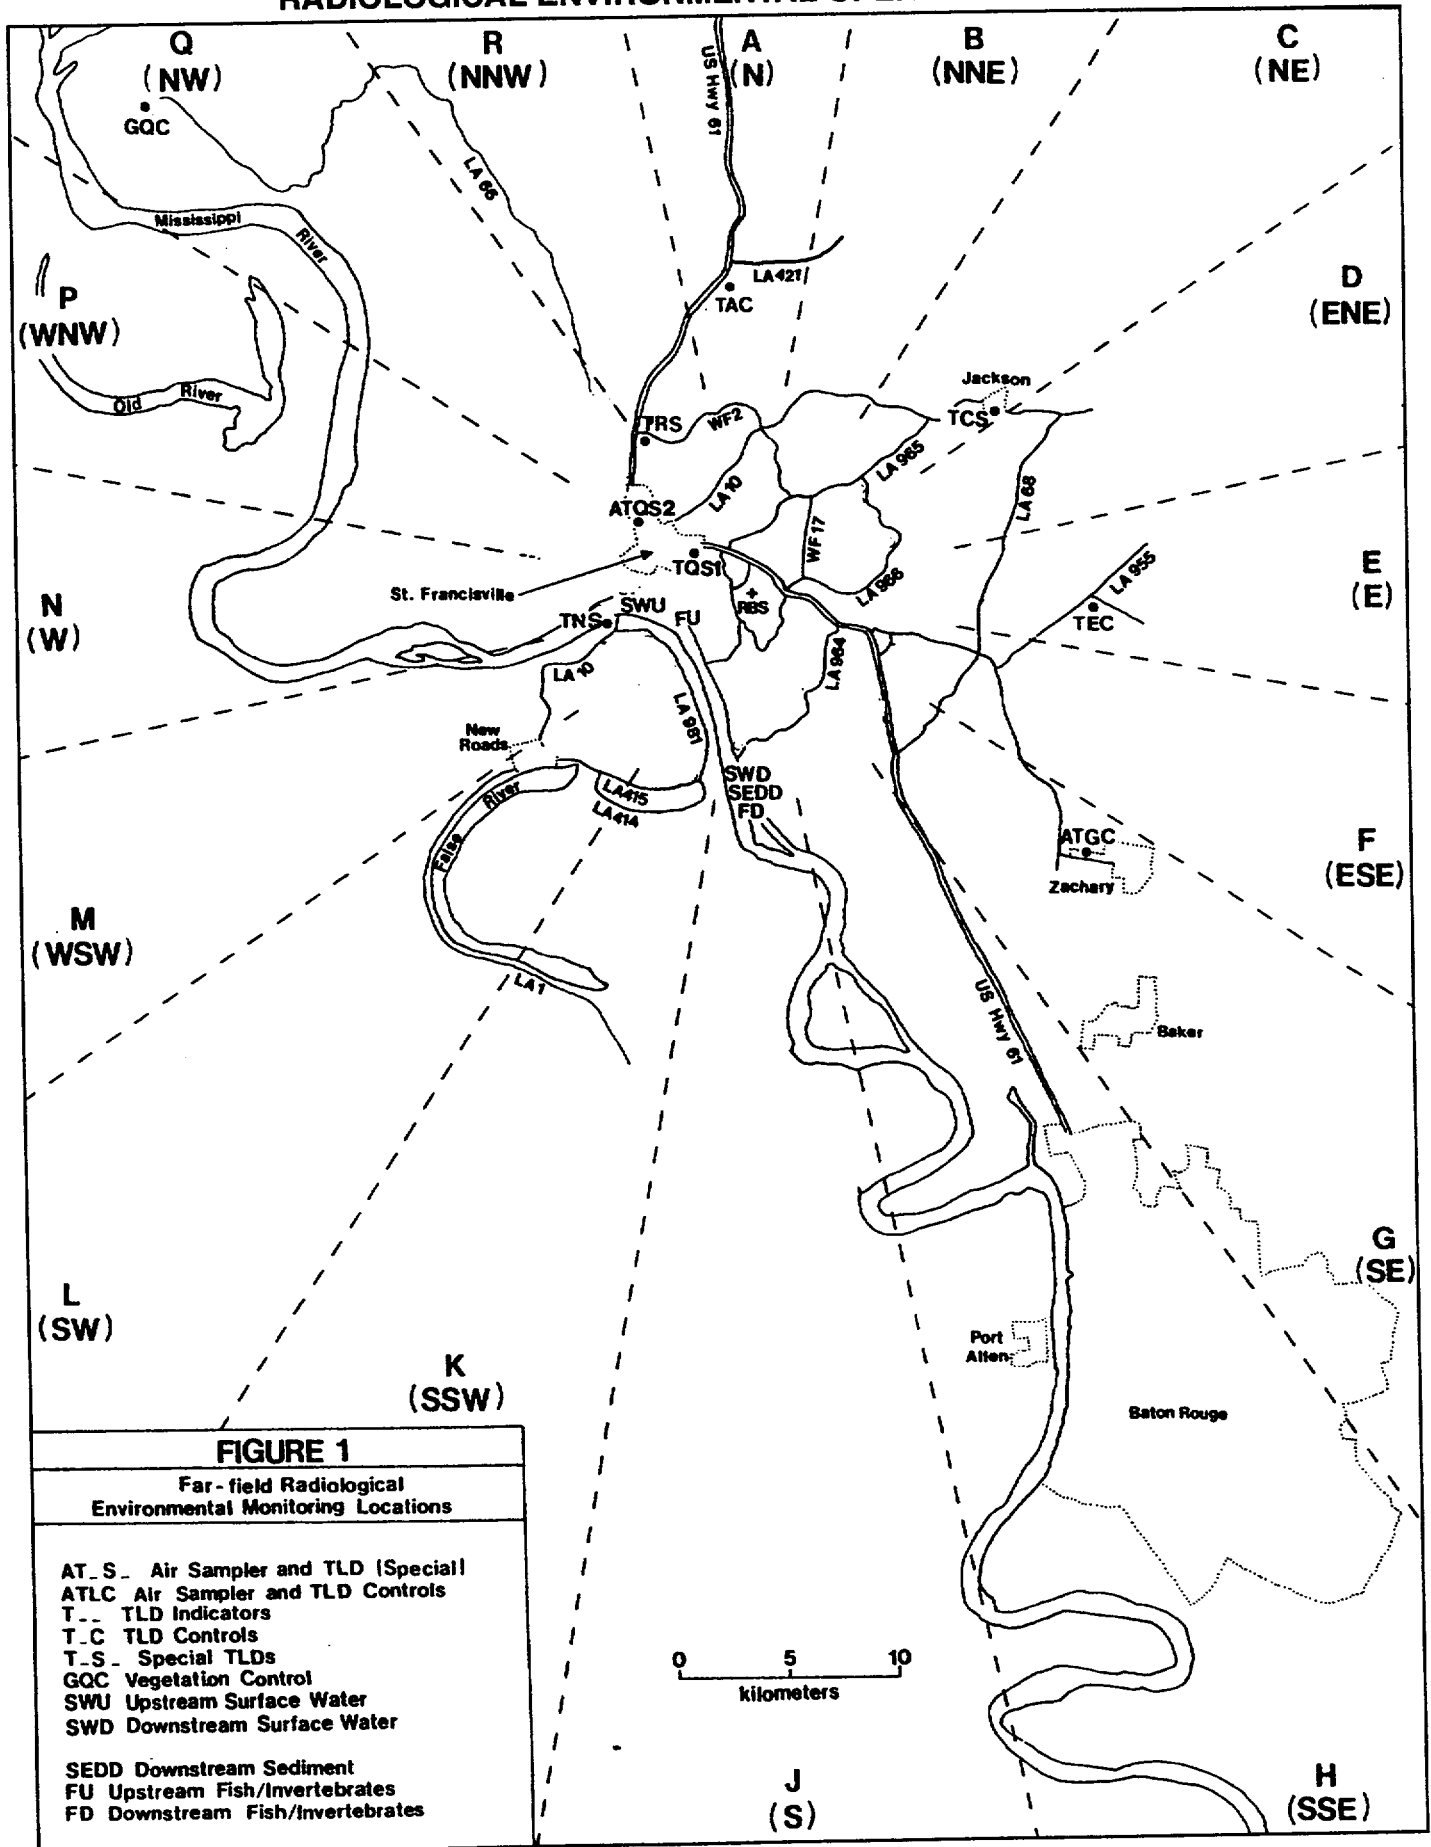 Q
(NW)
R
(NNW)
A
(N)
B
(NNE)
C
(NE)
US Hwy 61
GQC
LA 66
Mississippi
River
LA 421
TAC
P
(WNW)
D
(ENE)
Old
River
Jackson
TCS
TRS
WF2
LA 965
LA 10
LA 68
ATQS2
WF 17
TQS1
LA 966
LA 955
E
(E)
St. Francisville
N
(W)
SWU
RBS
FU
TNS
TEC
LA 10
LA 964
LA 981
New
Roads
SWD
SEDD
FD
River
LA415
LA414
False
ATGC
Zachary
F
(ESE)
M
(WSW)
LA 1
US Hwy 61
Baker
G
(SE)
L
(SW)
K
(SSW)
Port
Allen
Baton Rouge
FIGURE 1
Far-field Radiological
Environmental Monitoring Locations
AT_S_ Air Sampler and TLD (Special)
ATLC Air Sampler and TLD Controls
T__ TLD Indicators
T_C TLD Controls
T_S_ Special TLDs
GQC Vegetation Control
SWU Upstream Surface Water
SWD Downstream Surface Water
SEDD Downstream Sediment
FU Upstream Fish/Invertebrates
FD Downstream Fish/Invertebrates
0 5 10
kilometers
J
(S)
H
(SSE)